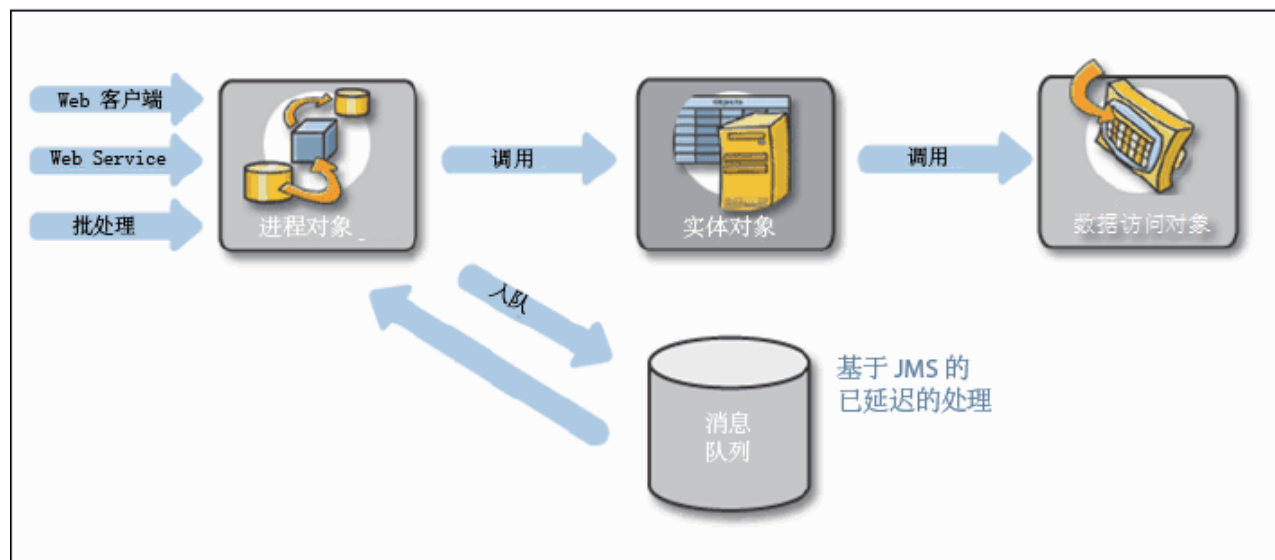 Web 客户端
Web Service
批处理
进程对象
调用
实体对象
Objects
调用
数据访问对象
入队
消息
队列
基于 JMS 的
已延迟的处理